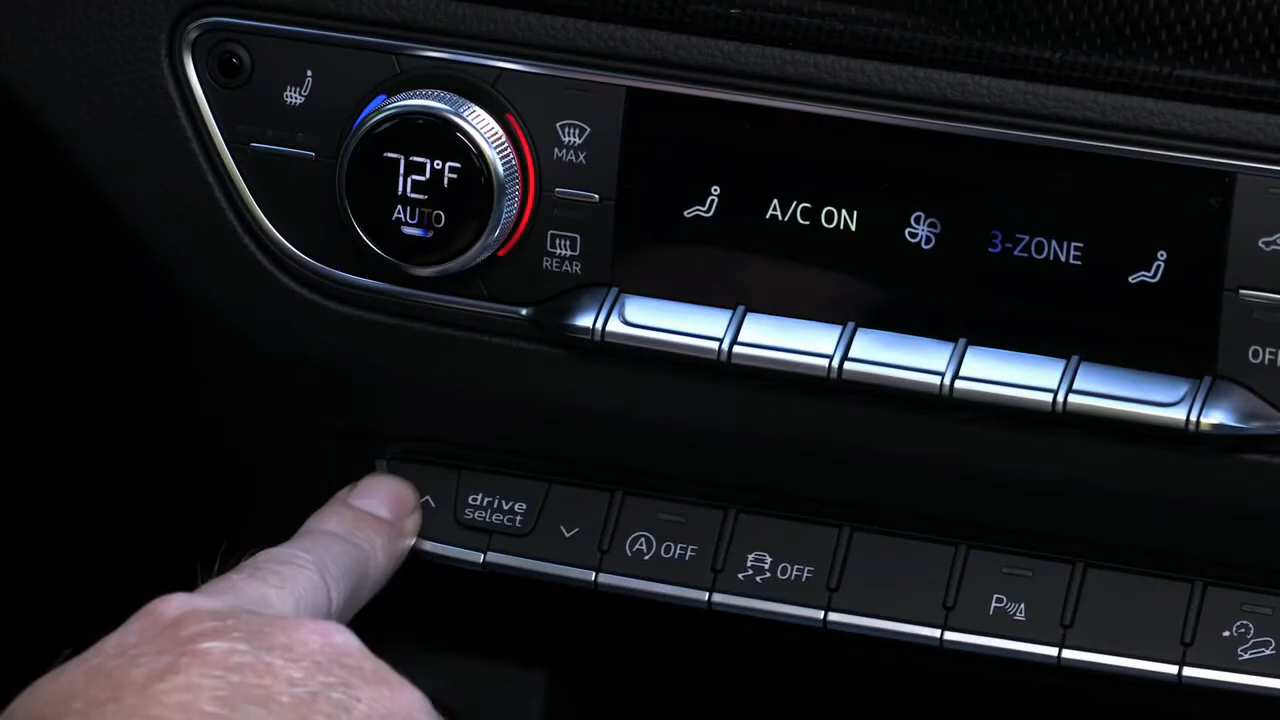 72°F
AUTO
MAX
REAR
A/C ON
3-ZONE
OFF
drive
select
A OFF
OFF
P